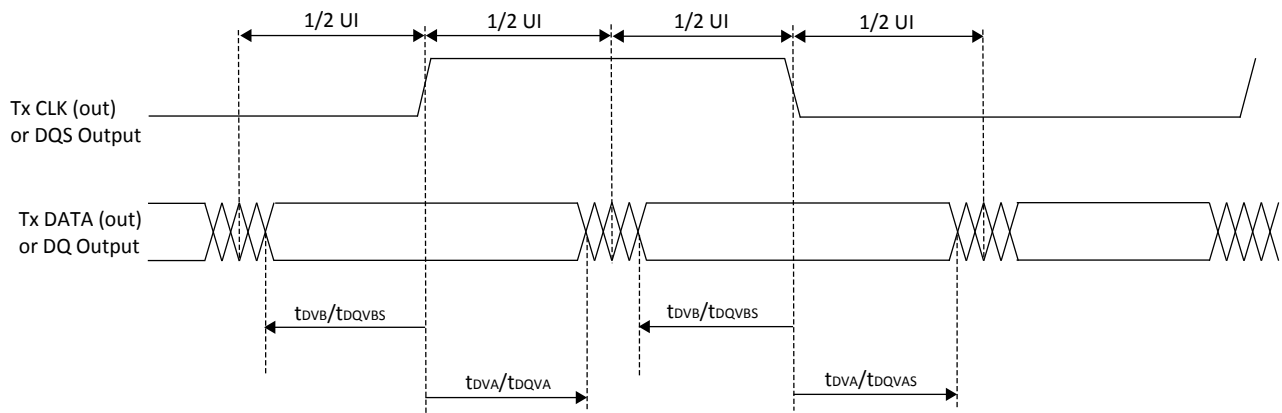 1/2 UI
1/2 UI
1/2 UI
1/2 UI
Tx CLK (out)
or DQS Output
Tx DATA (out)
or DQ Output
tDVB/tDQVBS
tDVB/tDQVBS
tDVA/tDQVA
tDVA/tDQVAS